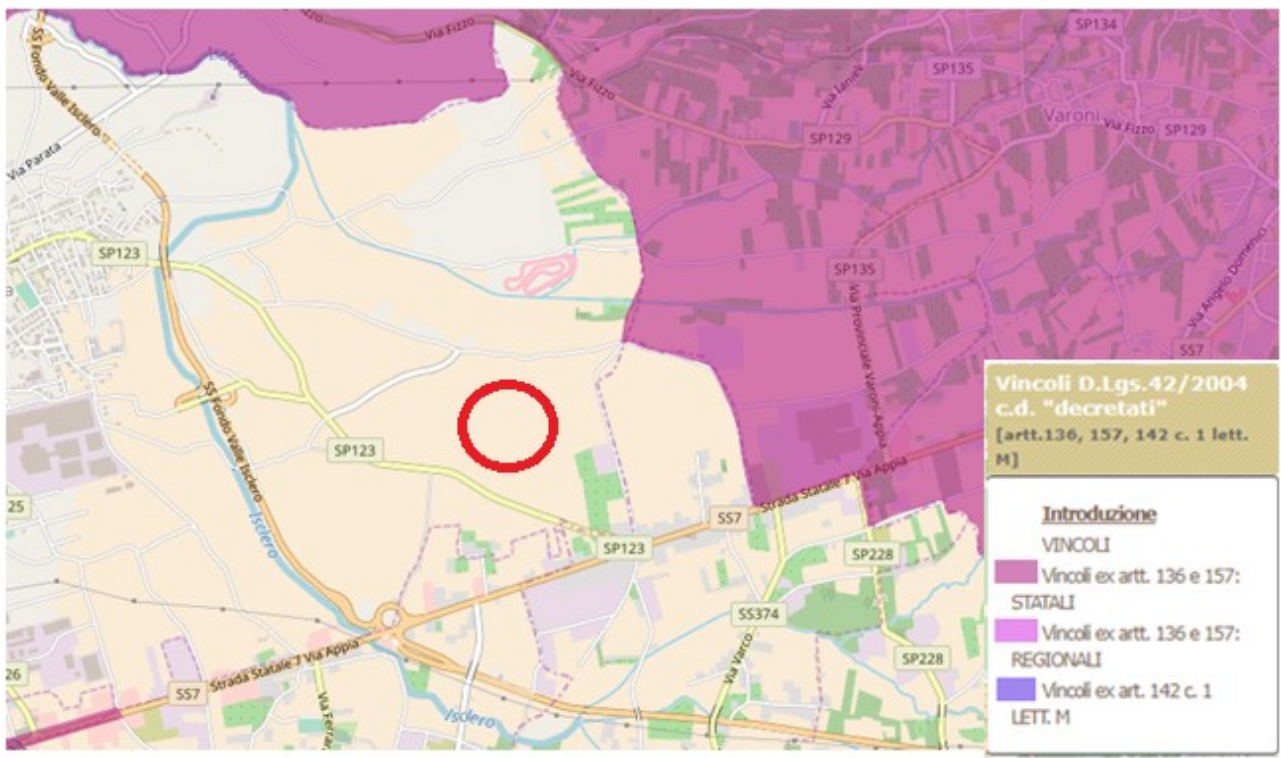 SS Fondo Valle Isclero
Isclero
Via Fizzo
Via Fizzo
SP134
SP135
Via Ianiek
Varoni
Via Fizzo
SP129
SP129
Via Parata
SP123
SP135
Via Angelo Domenici
Via Provinciale Varoni-Appia
SS7
SS Fondo Valle Isclero
SP123
Isclero
25
Strada Statale 7 Via Appia
SS7
SP123
SP228
SS374
Via Varco
SP228
26
Strada Statale 7 Via Appia
SS7
Via Ferrar
Isclero
Vincoli D.Lgs.42/2004
c.d. "decretati"
[artt.136, 157, 142 c. 1 lett.
M]
Introduzione
VINCOLI
Vincoli ex artt. 136 e 157:
STATALI
Vincoli ex artt. 136 e 157:
REGIONALI
Vincoli ex art. 142 c. 1
LETT. M